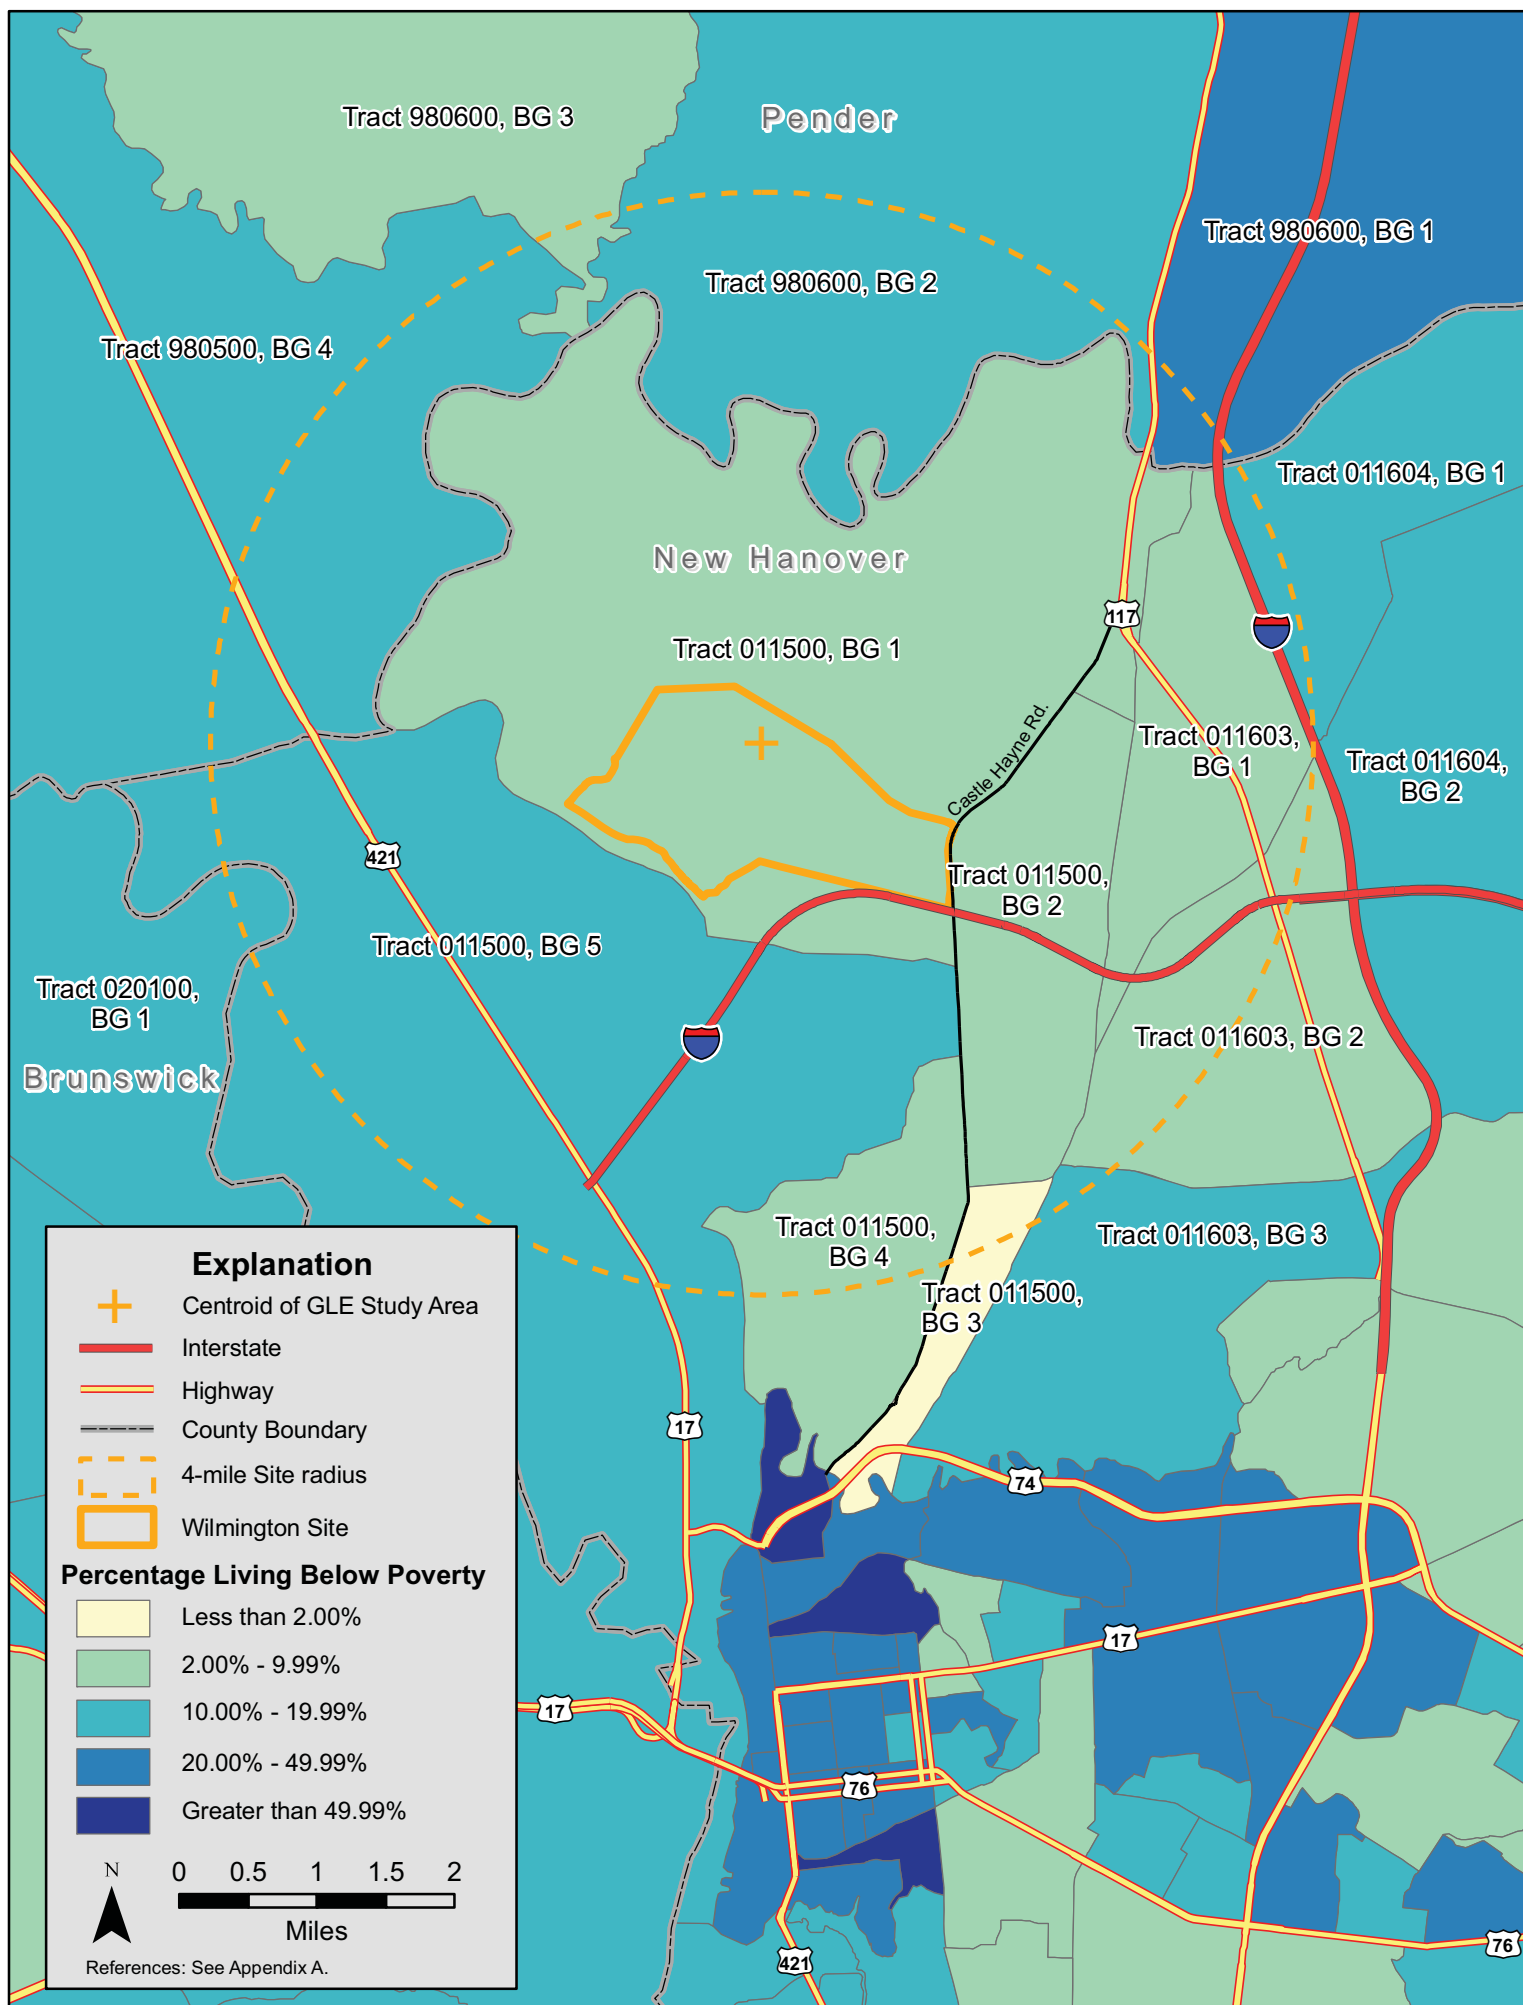 Tract 980600, BG 3
Pender
Tract 980600, BG 1
Tract 980600, BG 2
Tract 980500, BG 4
Tract 011604, BG 1
New Hanover
117
Tract 011500, BG 1
Castle Hayne Rd.
Tract 011603,
BG 1
Tract 011604,
BG 2
421
Tract 011500,
BG 2
Tract 011500, BG 5
Tract 020100,
BG 1
Brunswick
Tract 011603, BG 2
Tract 011500,
BG 4
Tract 011603, BG 3
Tract 011500,
BG 3
17
74
17
17
76
76
421
Explanation
Centroid of GLE Study Area
Interstate
Highway
County Boundary
4-mile Site radius
Wilmington Site
Percentage Living Below Poverty
Less than 2.00%
2.00% - 9.99%
10.00% - 19.99%
20.00% - 49.99%
Greater than 49.99%
N
0 0.5 1 1.5 2
Miles
References: See Appendix A.